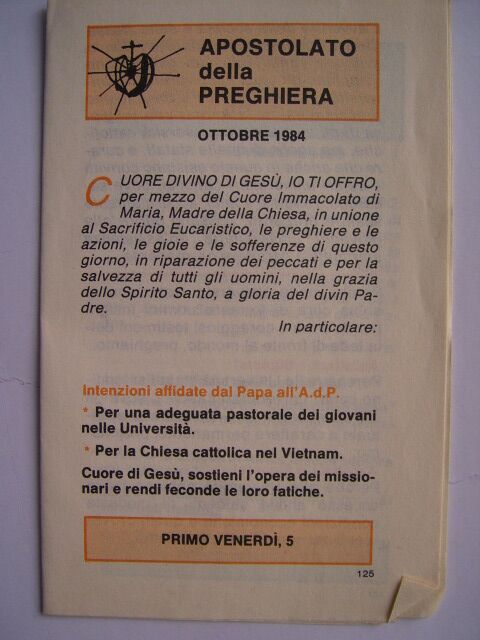 APOSTOLATO
della
PREGHIERA
OTTOBRE 1984
CUORE DIVINO DI GESÙ, IO TI OFFRO,
per mezzo del Cuore Immacolato di
Maria, Madre della Chiesa, in unione
al Sacrificio Eucaristico, le preghiere e le
azioni, le gioie e le sofferenze di questo
giorno, in riparazione dei peccati e per la
salvezza di tutti gli uomini, nella grazia
dello Spirito Santo, a gloria del divin Pa-
dre.
In particolare:
Intenzioni affidate dal Papa all'A.d.P.
* Per una adeguata pastorale dei giovani
nelle Università.
* Per la Chiesa cattolica nel Vietnam.
Cuore di Gesù, sostieni l'opera dei missio-
nari e rendi feconde le loro fatiche.
PRIMO VENERDÌ, 5
125